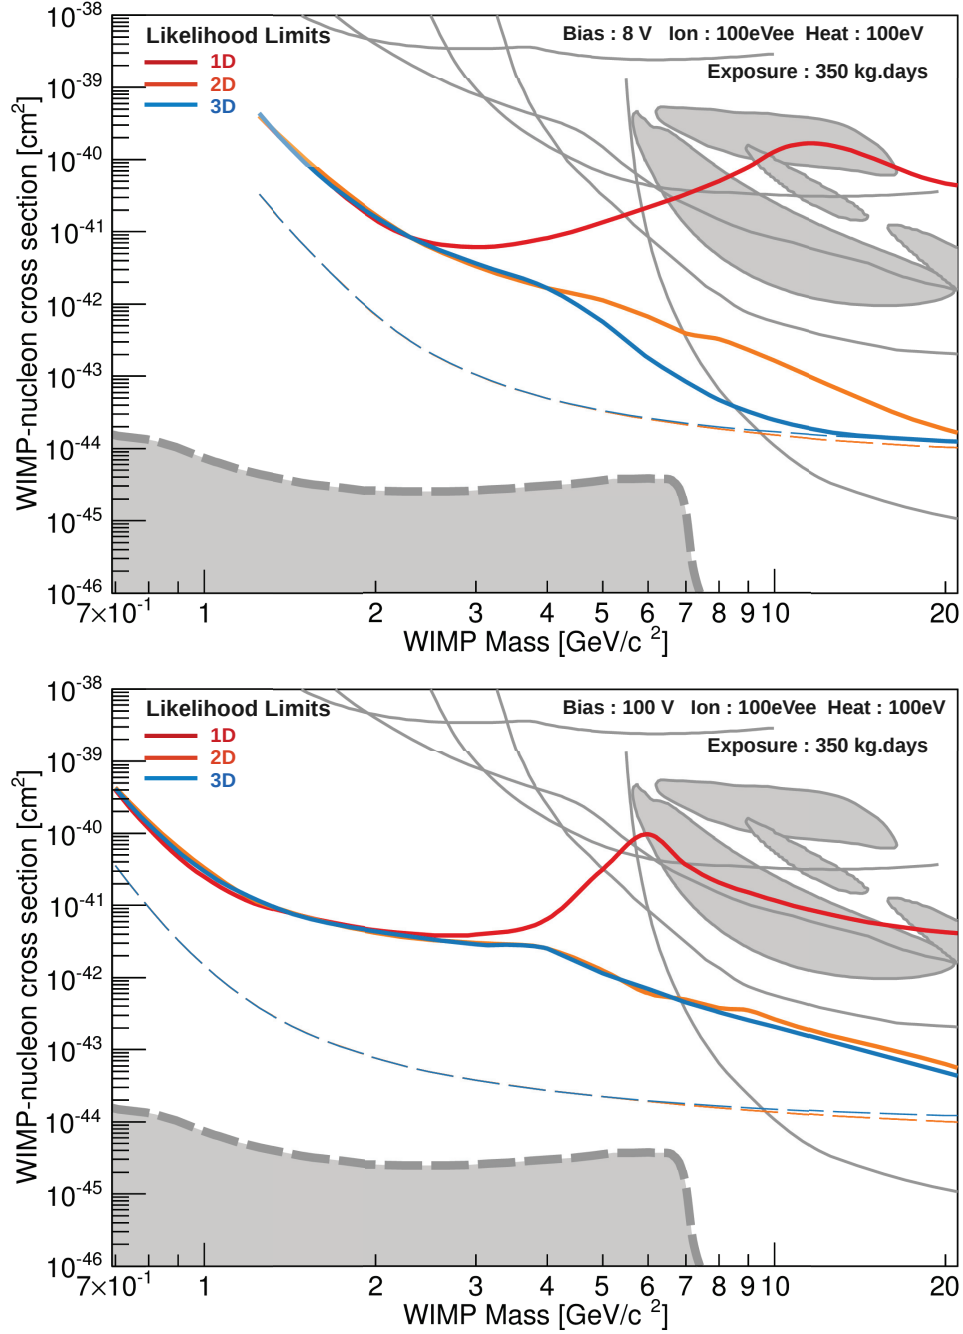 10⁻³⁸
Likelihood Limits
Bias : 8 V Ion : 100eVee Heat : 100eV
1D
Exposure : 350 kg.days
2D
10⁻³⁹
3D
10⁻⁴⁰
10⁻⁴¹
10⁻⁴²
10⁻⁴³
10⁻⁴⁴
10⁻⁴⁵
10⁻⁴⁶
WIMP-nucleon cross section [cm²]
7×10⁻¹ 1 2 3 4 5 6 7 8 9 10 20
WIMP Mass [GeV/c ²]
10⁻³⁸
Likelihood Limits
Bias : 100 V Ion : 100eVee Heat : 100eV
1D
Exposure : 350 kg.days
2D
10⁻³⁹
3D
10⁻⁴⁰
10⁻⁴¹
10⁻⁴²
10⁻⁴³
10⁻⁴⁴
10⁻⁴⁵
10⁻⁴⁶
WIMP-nucleon cross section [cm²]
7×10⁻¹ 1 2 3 4 5 6 7 8 9 10 20
WIMP Mass [GeV/c ²]